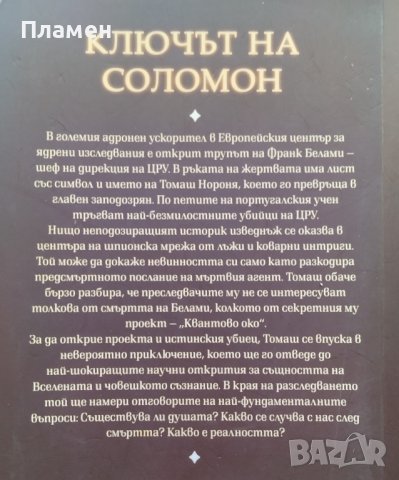 Пламен
КЛЮЧЪТ НА
СОЛОМОН
В големия адронен ускорител в Европейския център за
ядрени изследвания е открит трупът на Франк Белами –
шеф на дирекция на ЦРУ. В ръката на жертвата има лист
със символ и името на Томаш Нороня, което го превръща в
главен заподозрян. По петите на португалския учен
тръгват най-безмилостните убийци на ЦРУ.
Нищо неподозиращият историк изведнъж се оказва в
центъра на шпионска мрежа от лъжи и коварни интриги.
Той може да докаже невинността си само като разкодира
предсмъртното послание на мъртвия агент. Томаш обаче
бързо разбира, че преследвачите му не се интересуват
толкова от смъртта на Белами, колкото от секретния му
проект – „Квантово око“.
За да открие проекта и истинския убиец, Томаш се впуска в
невероятно приключение, което ще го отведе до
най-шокиращите научни открития за същността на
Вселената и човешкото съзнание. В края на разследването
той ще намери отговорите на най-фундаменталните
въпроси: Съществува ли душата? Какво се случва с нас след
смъртта? Какво е реалността?
BAZAR